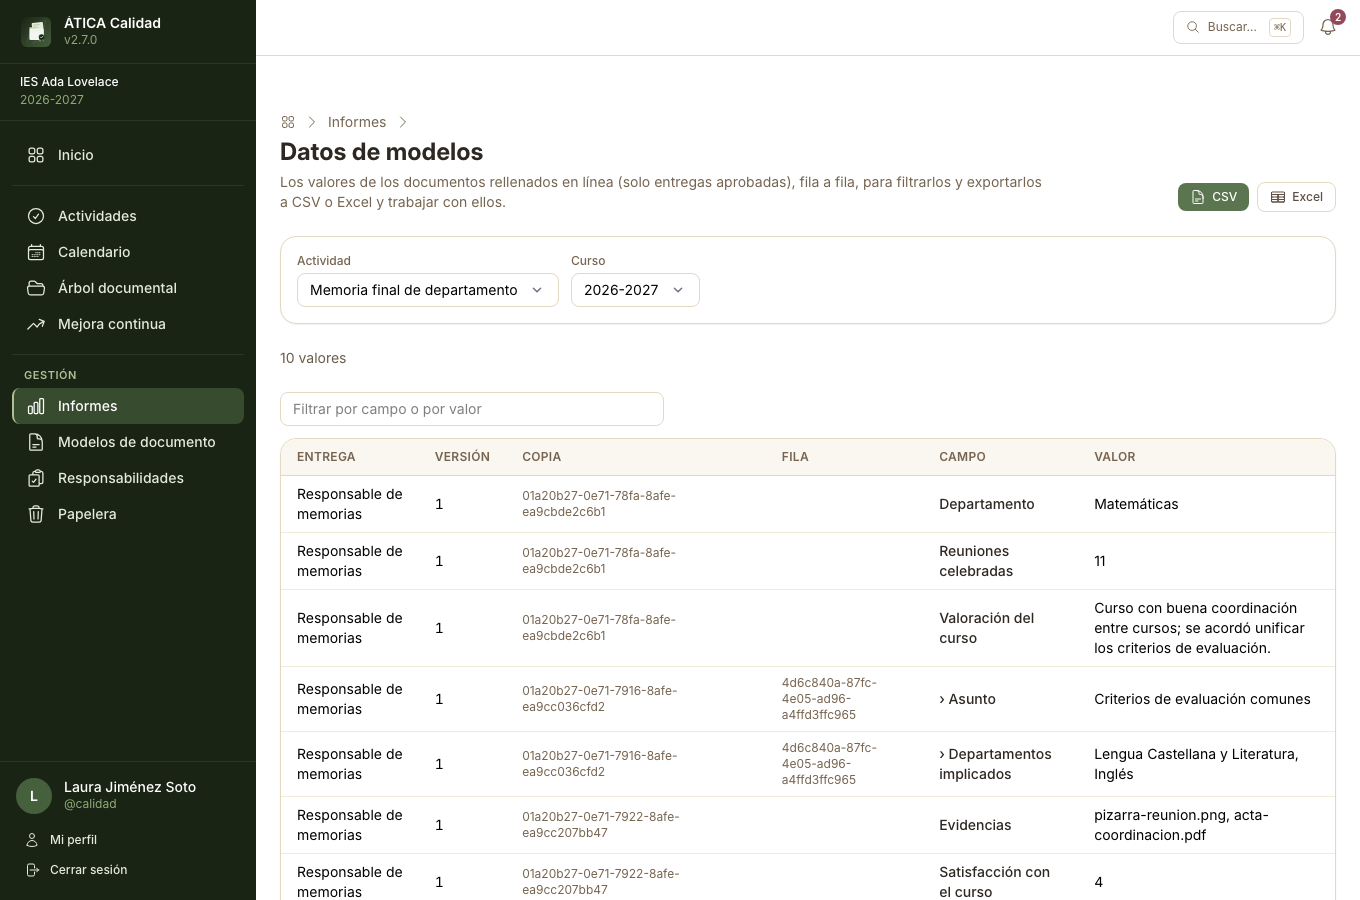 ÁTICA Calidad
v2.7.0
IES Ada Lovelace
2026-2027
Inicio
Actividades
Calendario
Árbol documental
Mejora continua
GESTIÓN
Informes
Modelos de documento
Responsabilidades
Papelera
L
Laura Jiménez Soto
@calidad
Mi perfil
Cerrar sesión
Buscar...
⌘K
2
Informes
Datos de modelos
Los valores de los documentos rellenados en línea (solo entregas aprobadas), fila a fila, para filtrarlos y exportarlos
a CSV o Excel y trabajar con ellos.
CSV
Excel
Actividad
Curso
Memoria final de departamento
2026-2027
10 valores
Filtrar por campo o por valor
ENTREGA VERSIÓN COPIA FILA CAMPO VALOR
Responsable de
memorias
1
01a20b27-0e71-78fa-8afe-
ea9cbde2c6b1
Departamento
Matemáticas
Responsable de
memorias
1
01a20b27-0e71-78fa-8afe-
ea9cbde2c6b1
Reuniones
celebradas
11
Responsable de
memorias
1
01a20b27-0e71-78fa-8afe-
ea9cbde2c6b1
Valoración del
curso
Curso con buena coordinación
entre cursos; se acordó unificar
los criterios de evaluación.
Responsable de
memorias
1
01a20b27-0e71-7916-8afe-
ea9cc036cfd2
4d6c840a-87fc-
4e05-ad96-
a4ffd3ffc965
› Asunto
Criterios de evaluación comunes
Responsable de
memorias
1
01a20b27-0e71-7916-8afe-
ea9cc036cfd2
4d6c840a-87fc-
4e05-ad96-
a4ffd3ffc965
› Departamentos
implicados
Lengua Castellana y Literatura,
Inglés
Responsable de
memorias
1
01a20b27-0e71-7922-8afe-
ea9cc207bb47
Evidencias
pizarra-reunion.png, acta-
coordinacion.pdf
Responsable de
memorias
1
01a20b27-0e71-7922-8afe-
ea9cc207bb47
Satisfacción con
el curso
4